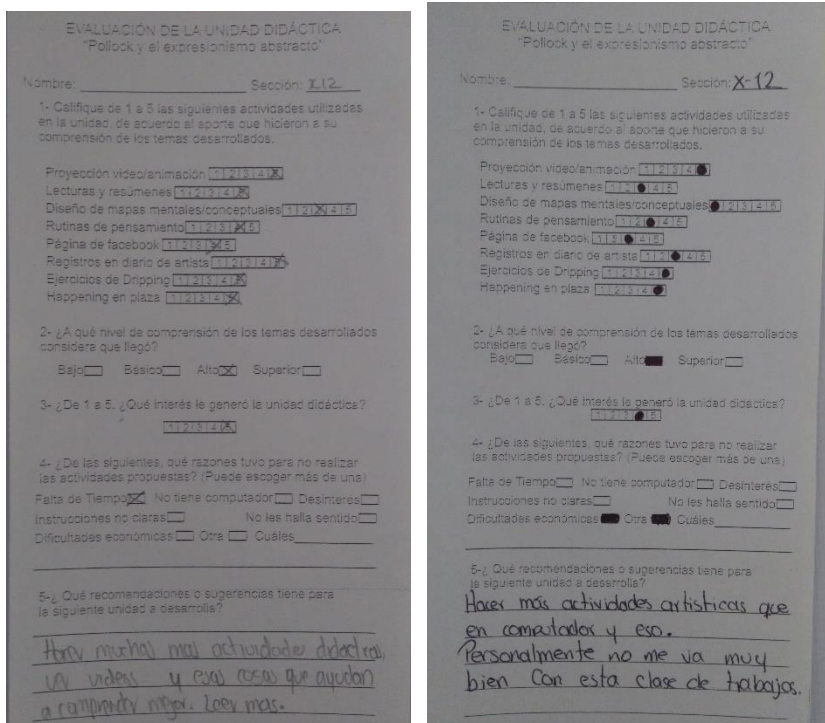 EVALUACIÓN DE LA UNIDAD DIDÁCTICA
"Pollock y el expresionismo abstracto"
Nombre: Sección: X12
1- Califique de 1 a 5 las siguientes actividades utilizadas
en la unidad, de acuerdo al aporte que hicieron a su
comprensión de los temas desarrollados.
Proyección video/animación 1 2 3 4
Lecturas y resúmenes 1 2 3 4
Diseño de mapas mentales/conceptuales 1 2 4 5
Rutinas de pensamiento 1 2 3 5
Página de facebook 1 2 3 5
Registros en diario de artista 1 2 3 4
Ejercicios de Dripping 1 2 3 4
Happening en plaza 1 2 3 4
2- ¿A qué nivel de comprensión de los temas desarrollados
considera que llegó?
Bajo Básico Alto Superior
3- ¿De 1 a 5. ¿Qué interés le generó la unidad didáctica?
1 2 3 4
4- ¿De las siguientes, qué razones tuvo para no realizar
las actividades propuestas? (Puede escoger más de una)
Falta de Tiempo No tiene computador Desinterés
Instrucciones no claras No les halla sentido
Dificultades económicas Otra Cuáles
5-¿ Qué recomendaciones o sugerencias tiene para
la siguiente unidad a desarrolla?
muchas mas actividades didacticas,
ver videos y esas cosas que ayudan
a comprender mejor. Leer mas.
EVALUACIÓN DE LA UNIDAD DIDÁCTICA
"Pollock y el expresionismo abstracto"
Nombre: Sección: X-12
1- Califique de 1 a 5 las siguientes actividades utilizadas
en la unidad, de acuerdo al aporte que hicieron a su
comprensión de los temas desarrollados.
Proyección video/animación 1 2 3 4
Lecturas y resúmenes 1 2 4 5
Diseño de mapas mentales/conceptuales 2 3 4 5
Rutinas de pensamiento 1 2 4 5
Página de facebook 1 4 5
Registros en diario de artista 1 2 4 5
Ejercicios de Dripping 1 2 3 4
Happening en plaza 1 2 3 4
2- ¿A qué nivel de comprensión de los temas desarrollados
considera que llegó?
Bajo Básico Alto Superior
3- ¿De 1 a 5. ¿Qué interés le generó la unidad didáctica?
1 2 3 5
4- ¿De las siguientes, qué razones tuvo para no realizar
las actividades propuestas? (Puede escoger más de una)
Falta de Tiempo No tiene computador Desinterés
Instrucciones no claras No les halla sentido
Dificultades económicas Otra Cuáles
5-¿ Qué recomendaciones o sugerencias tiene para
la siguiente unidad a desarrolla?
Hacer más actividades artisticas que
en computador y eso.
Personalmente no me va muy
bien Con esta clase de trabajos.